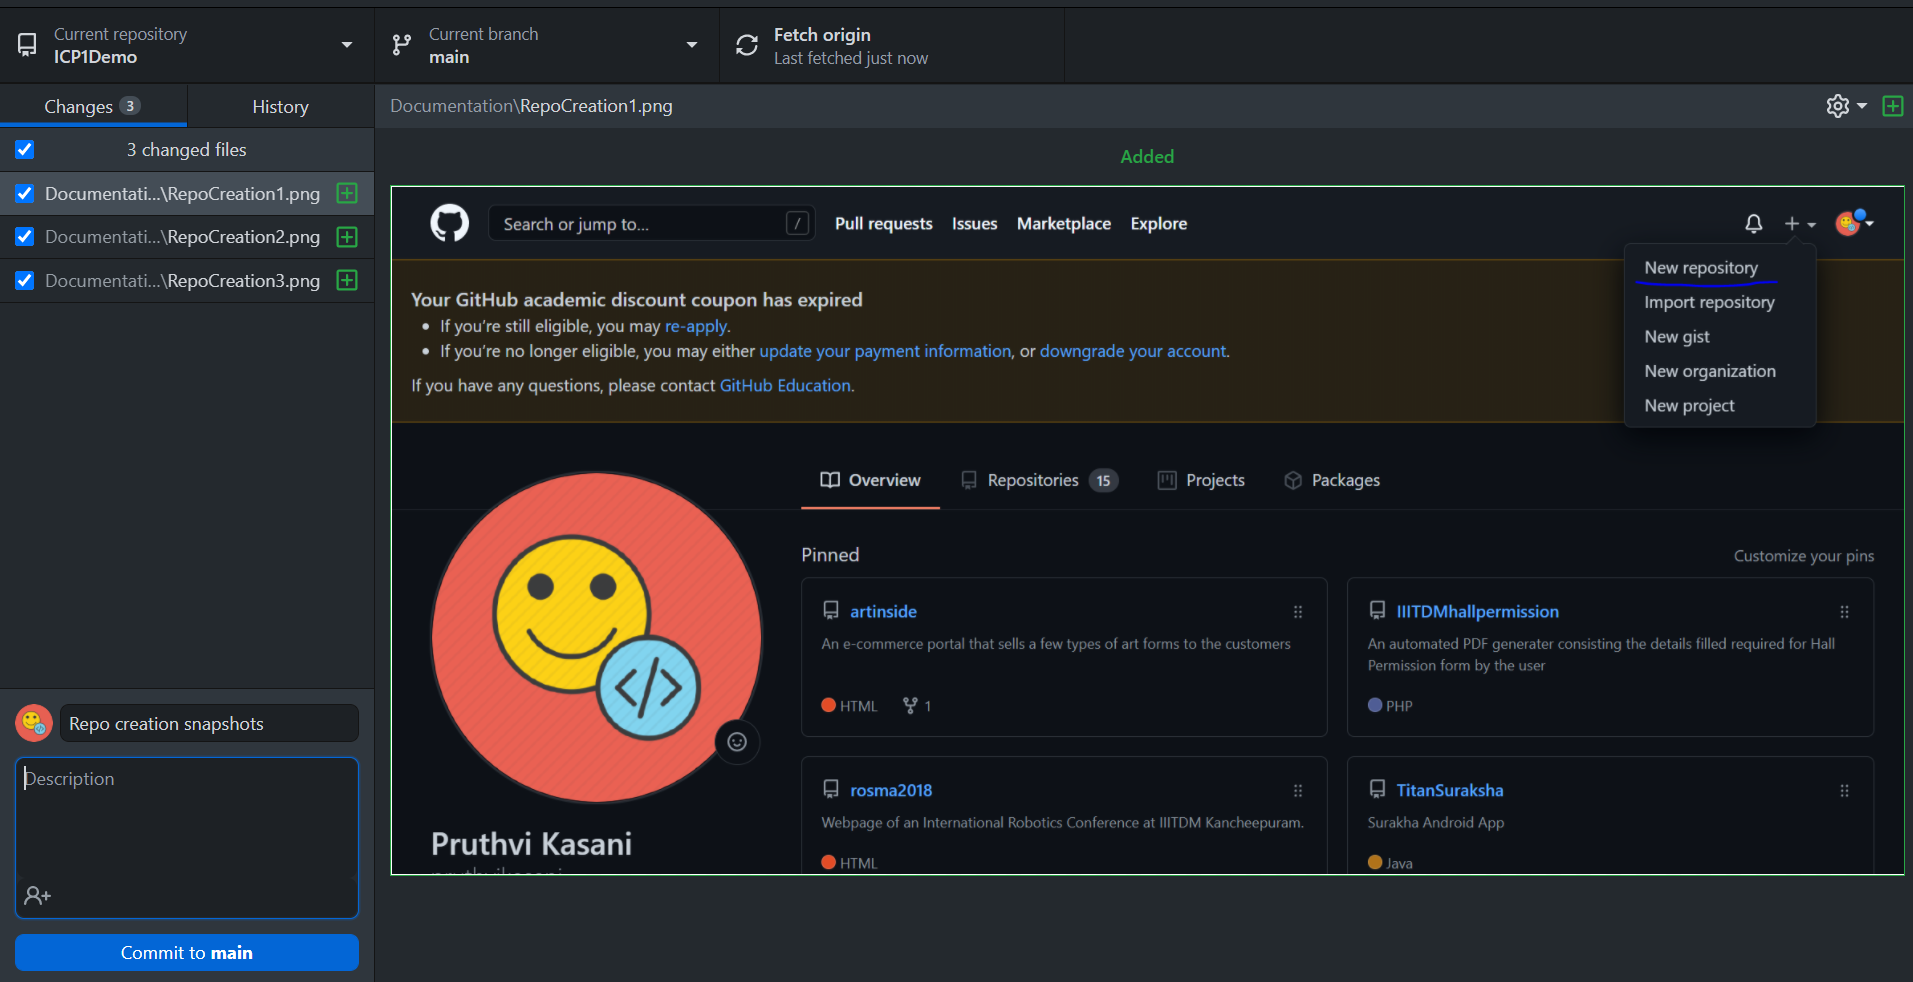 Current repository
ICP1Demo
Current branch
main
Fetch origin
Last fetched just now
Changes 3
History
Documentation\RepoCreation1.png
3 changed files
Documentati...\RepoCreation1.png
Documentati...\RepoCreation2.png
Documentati...\RepoCreation3.png
Repo creation snapshots
Description
Commit to main
Added
Search or jump to... /
Pull requests
Issues
Marketplace
Explore
New repository
Import repository
New gist
New organization
New project
Your GitHub academic discount coupon has expired
• If you're still eligible, you may re-apply.
• If you're no longer eligible, you may either update your payment information, or downgrade your account.
If you have any questions, please contact GitHub Education.
Overview
Repositories 15
Projects
Packages
Pinned
Customize your pins
artinside
An e-commerce portal that sells a few types of art forms to the customers
HTML 1
IIITDMhallpermission
An automated PDF generater consisting the details filled required for Hall
Permission form by the user
PHP
rosma2018
Webpage of an International Robotics Conference at IIITDM Kancheepuram.
HTML
TitanSuraksha
Surakha Android App
Java
</>
Pruthvi Kasani